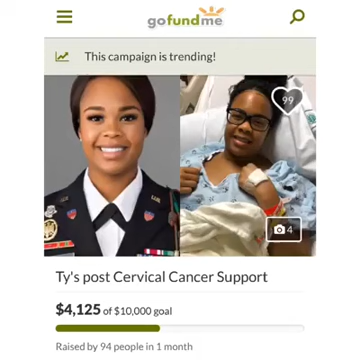 gofundme
This campaign is trending!
99
4
Ty's post Cervical Cancer Support
$4,125 of $10,000 goal
Raised by 94 people in 1 month